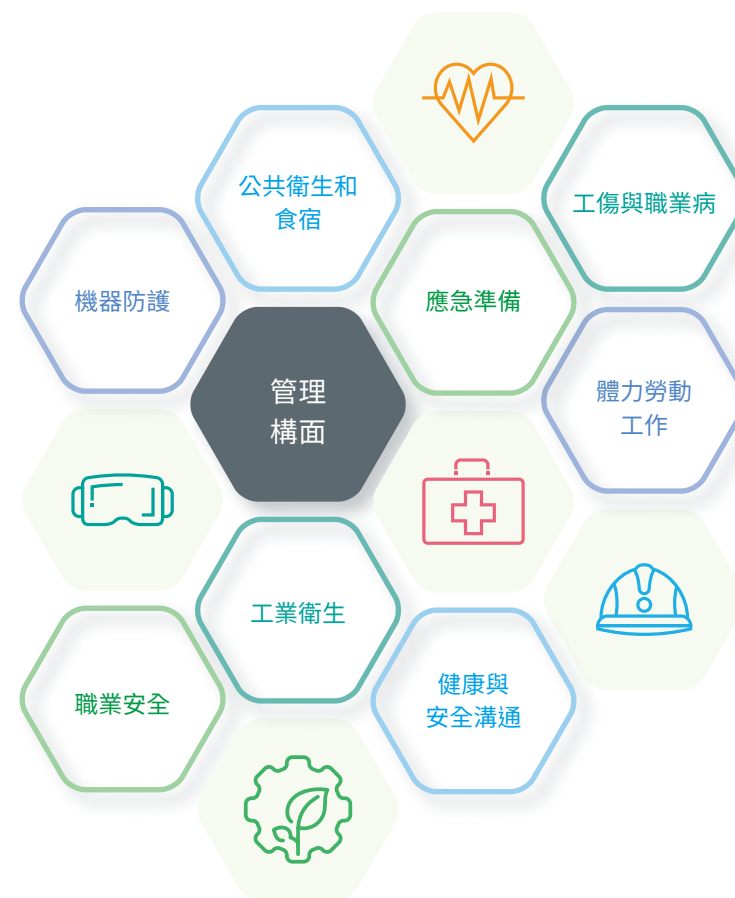 公共衛生和
食宿
工傷與職業病
機器防護
應急準備
管理
構面
體力勞動
工作
工業衛生
職業安全
健康與
安全溝通